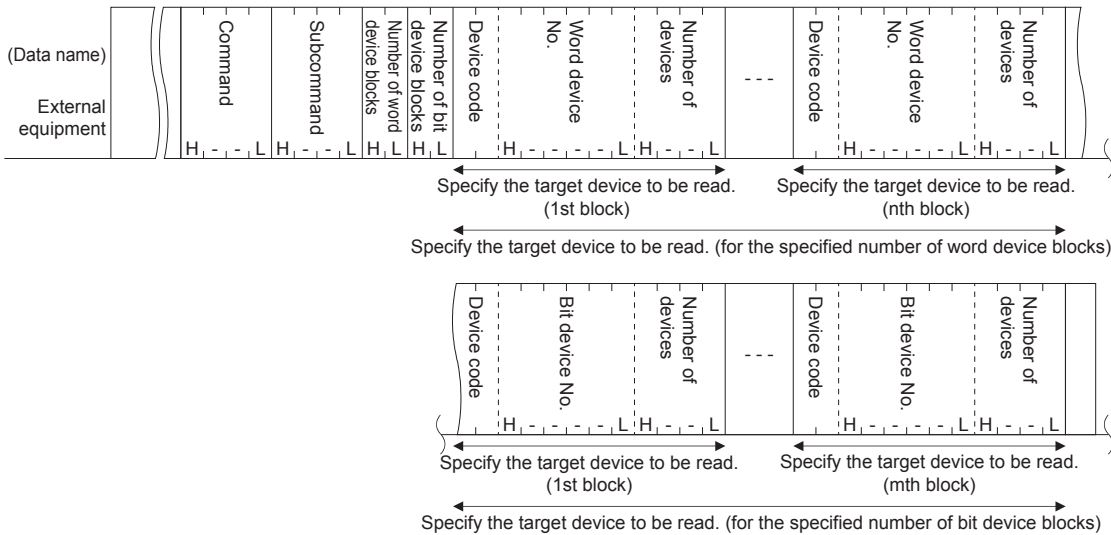 (Data name)
External
equipment
Command
H - - L
Subcommand
H - - L
Number of word
device blocks
H L
Number of bit
device blocks
H L
Device code
Word device
No.
H - - - - L
Number of
devices
H - - L
- - -
Device code
Word device
No.
H - - - - L
Number of
devices
H - - L
Specify the target device to be read.
(1st block)
Specify the target device to be read.
(nth block)
Specify the target device to be read. (for the specified number of word device blocks)
Device code
Bit device No.
H - - - - L
Number of
devices
H - - L
- - -
Device code
Bit device No.
H - - - - L
Number of
devices
H - - L
Specify the target device to be read.
(1st block)
Specify the target device to be read.
(mth block)
Specify the target device to be read. (for the specified number of bit device blocks)